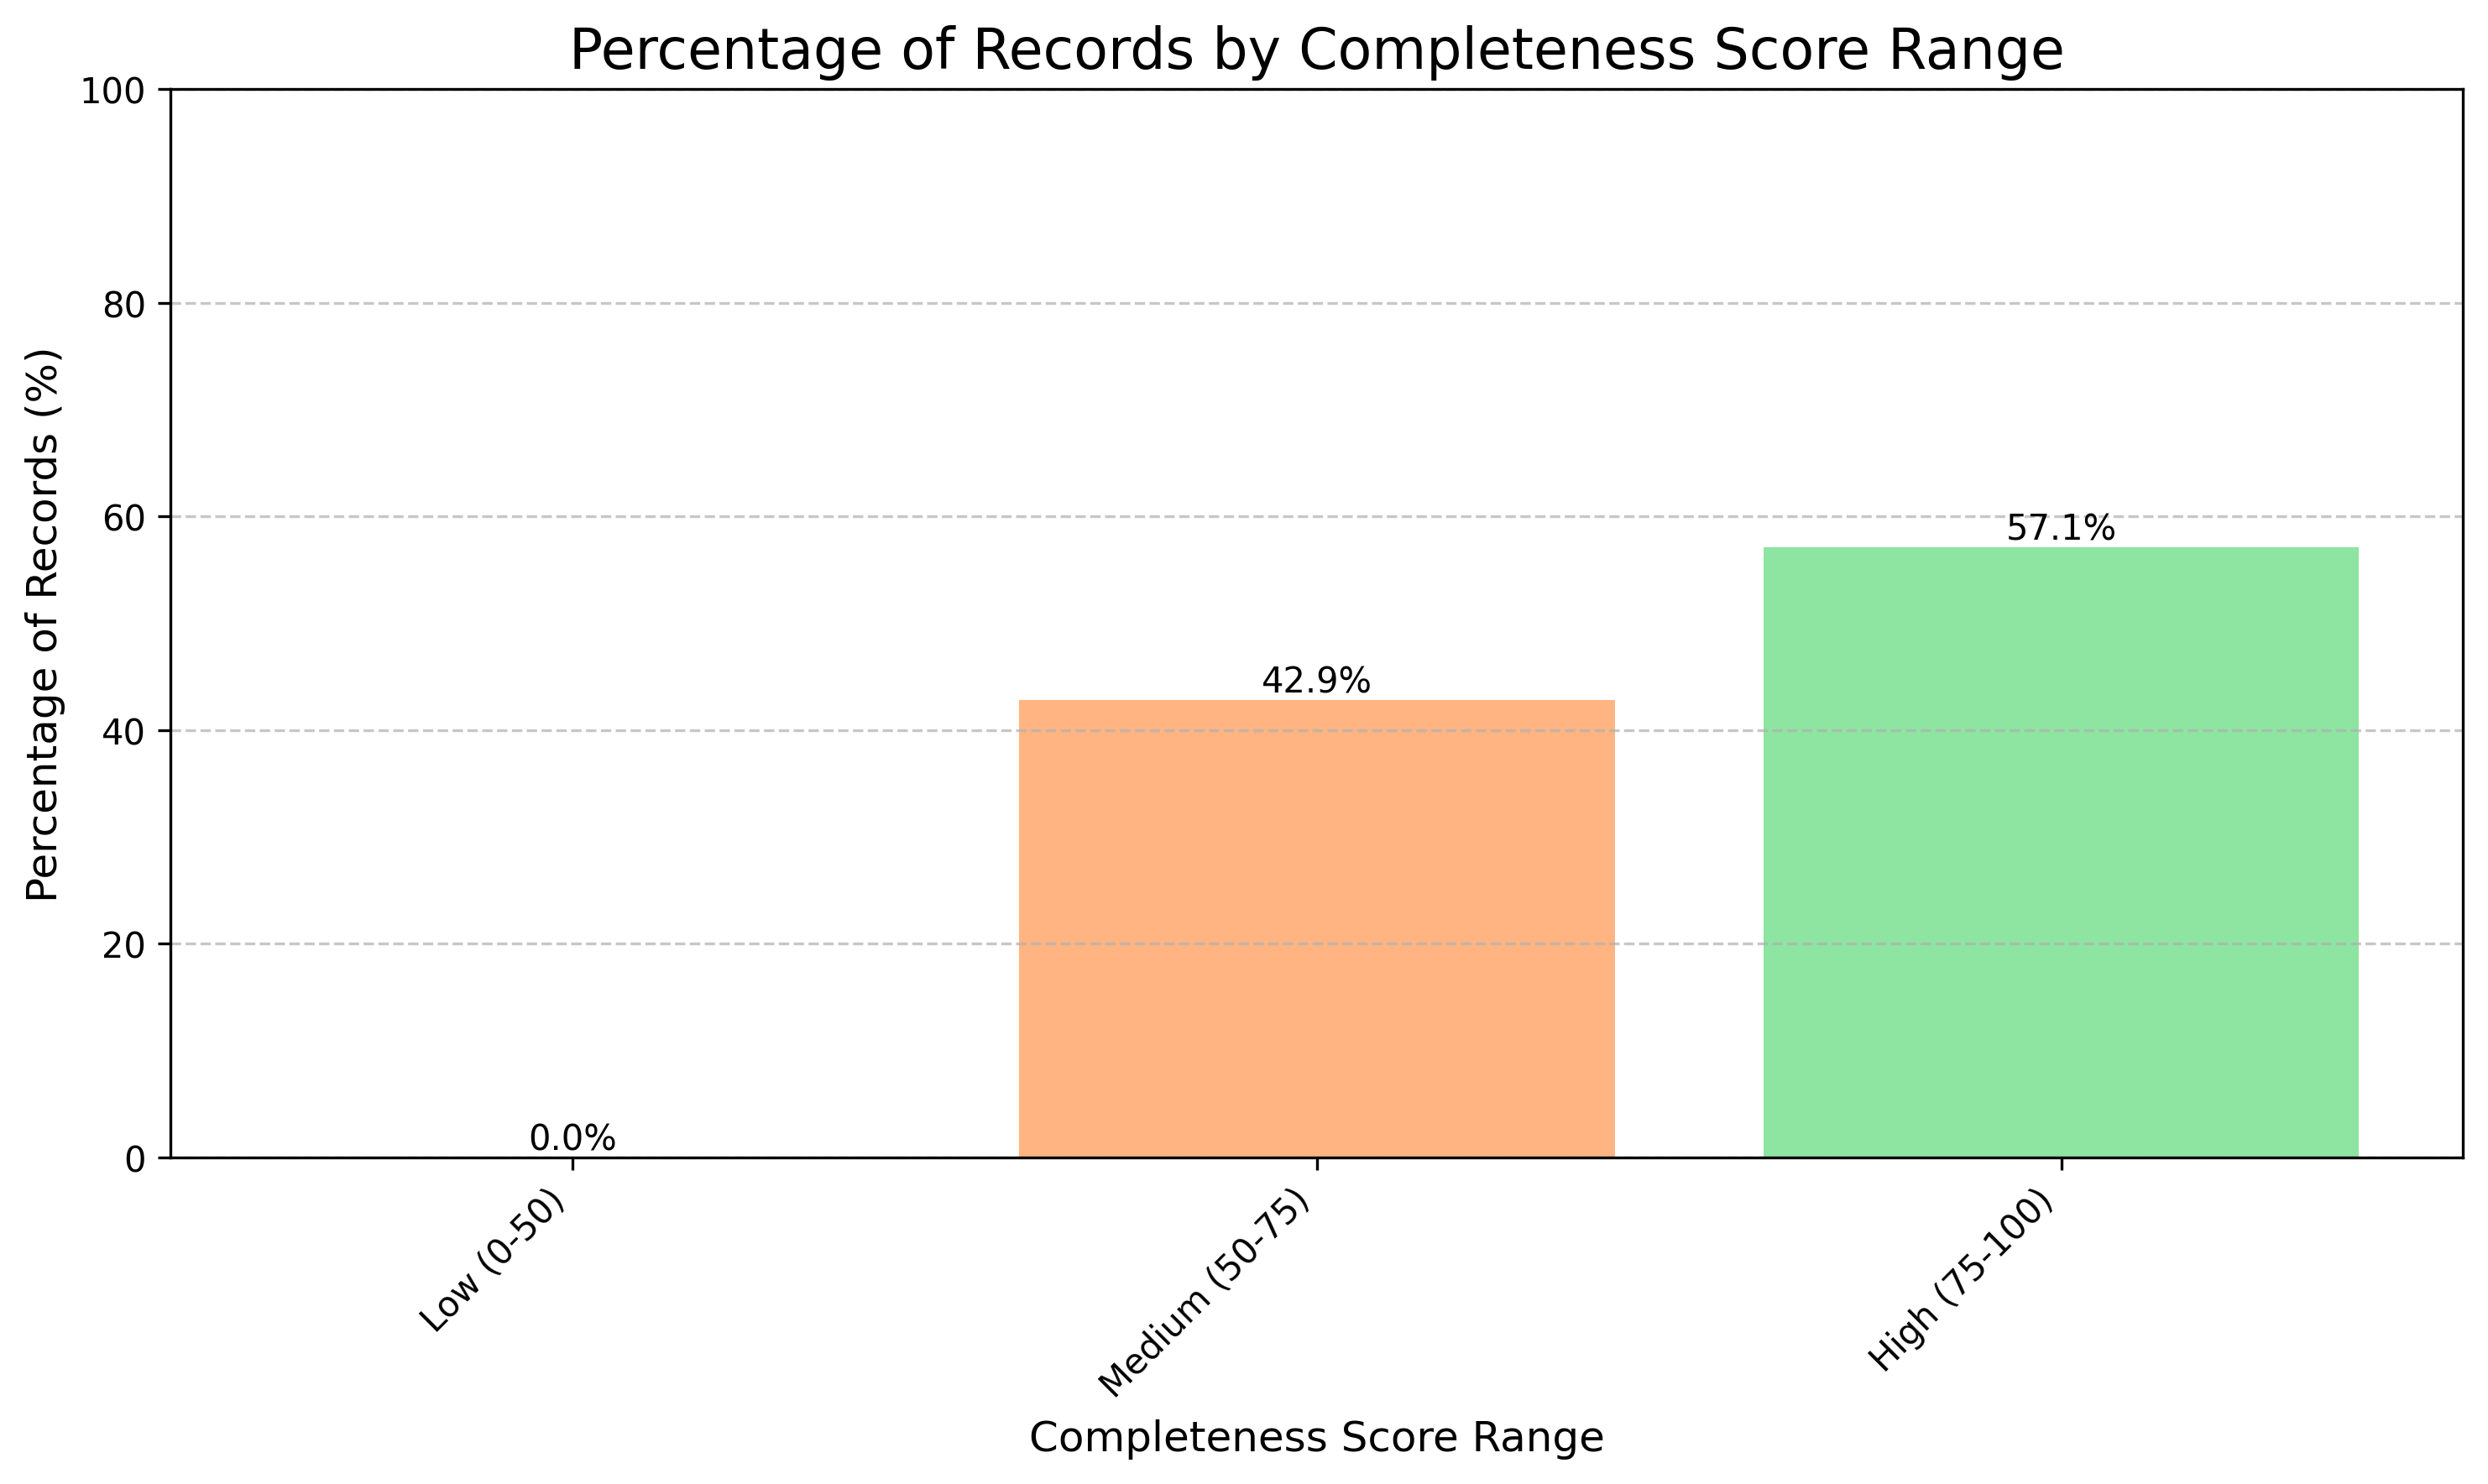 Percentage of Records by Completeness Score Range
Percentage of Records (%)
100
80
60
40
20
0
0.0%
42.9%
57.1%
Low (0-50)
Medium (50-75)
High (75-100)
Completeness Score Range